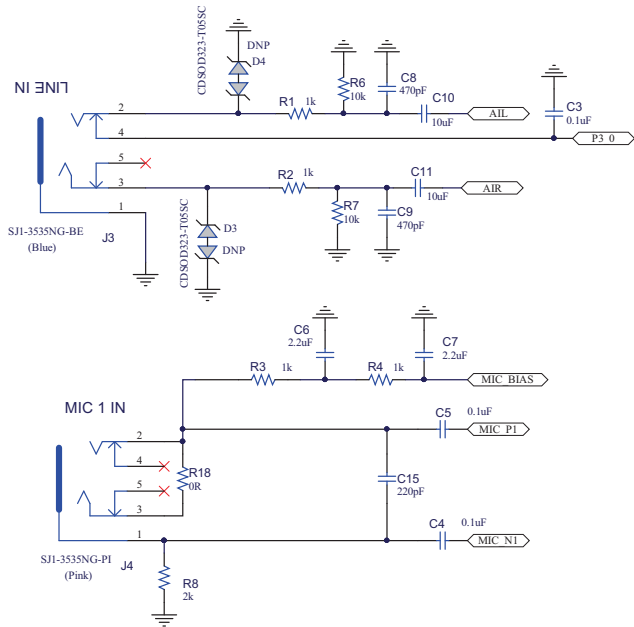 LINE IN
CDSOD323-T05SC
DNP
D4
R1 1k
R6
10k
C8
470pF
C10
10uF
AIL
C3
0.1uF
P3_0
2
4
5
3
1
R2 1k
R7
10k
C9
470pF
C11
10uF
AIR
SJ1-3535NG-BE
(Blue)
J3
CDSOD323-T05SC
D3
DNP
C6
2.2uF
C7
2.2uF
R3 1k
R4 1k
MIC_BIAS
MIC 1 IN
2
4
5
3
1
R18
0R
C5 0.1uF
MIC_P1
C15
220pF
C4 0.1uF
MIC_N1
SJ1-3535NG-PI
(Pink)
J4
R8
2k